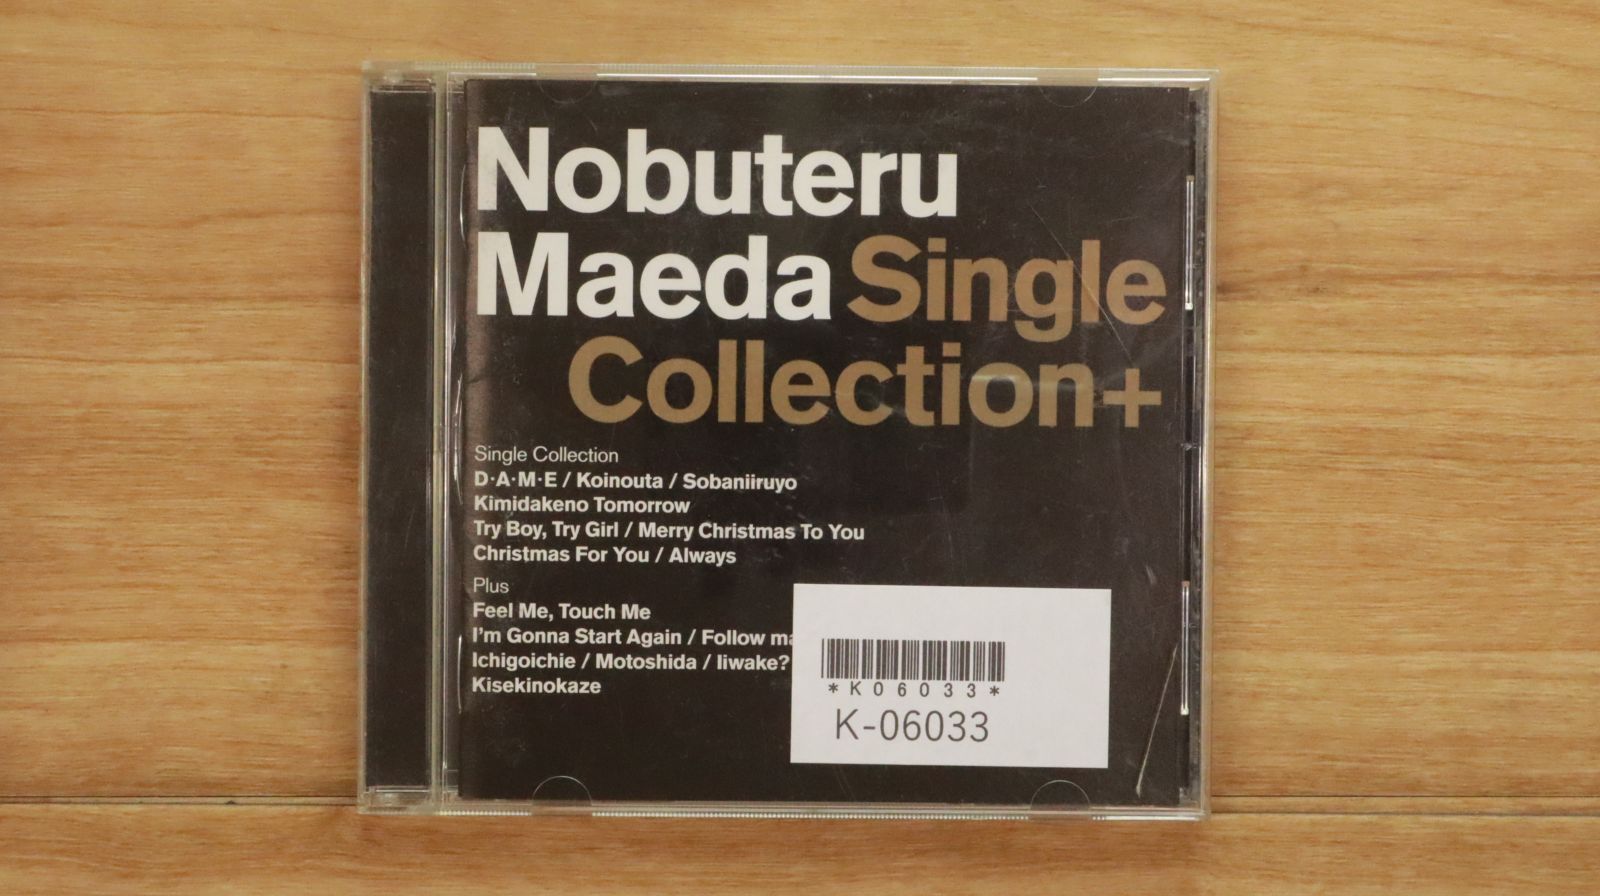 Nobuteru
Maeda Single
Collection+
Single Collection
D·A·M·E / Koinouta / Sobaniiruyo
Kimidakeno Tomorrow
Try Boy, Try Girl / Merry Christmas To You
Christmas For You / Always
Plus
Feel Me, Touch Me
I'm Gonna Start Again / Follow
Ichigoichie / Motoshida / Iiwake?
Kisekinokaze
*K06033*
K-06033